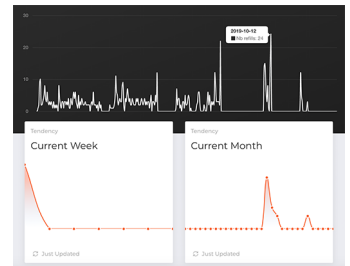 30
20
10
0
2019-10-12
Nb refils: 24
Tendency
Current Week
Just Updated
Tendency
Current Month
Just Updated